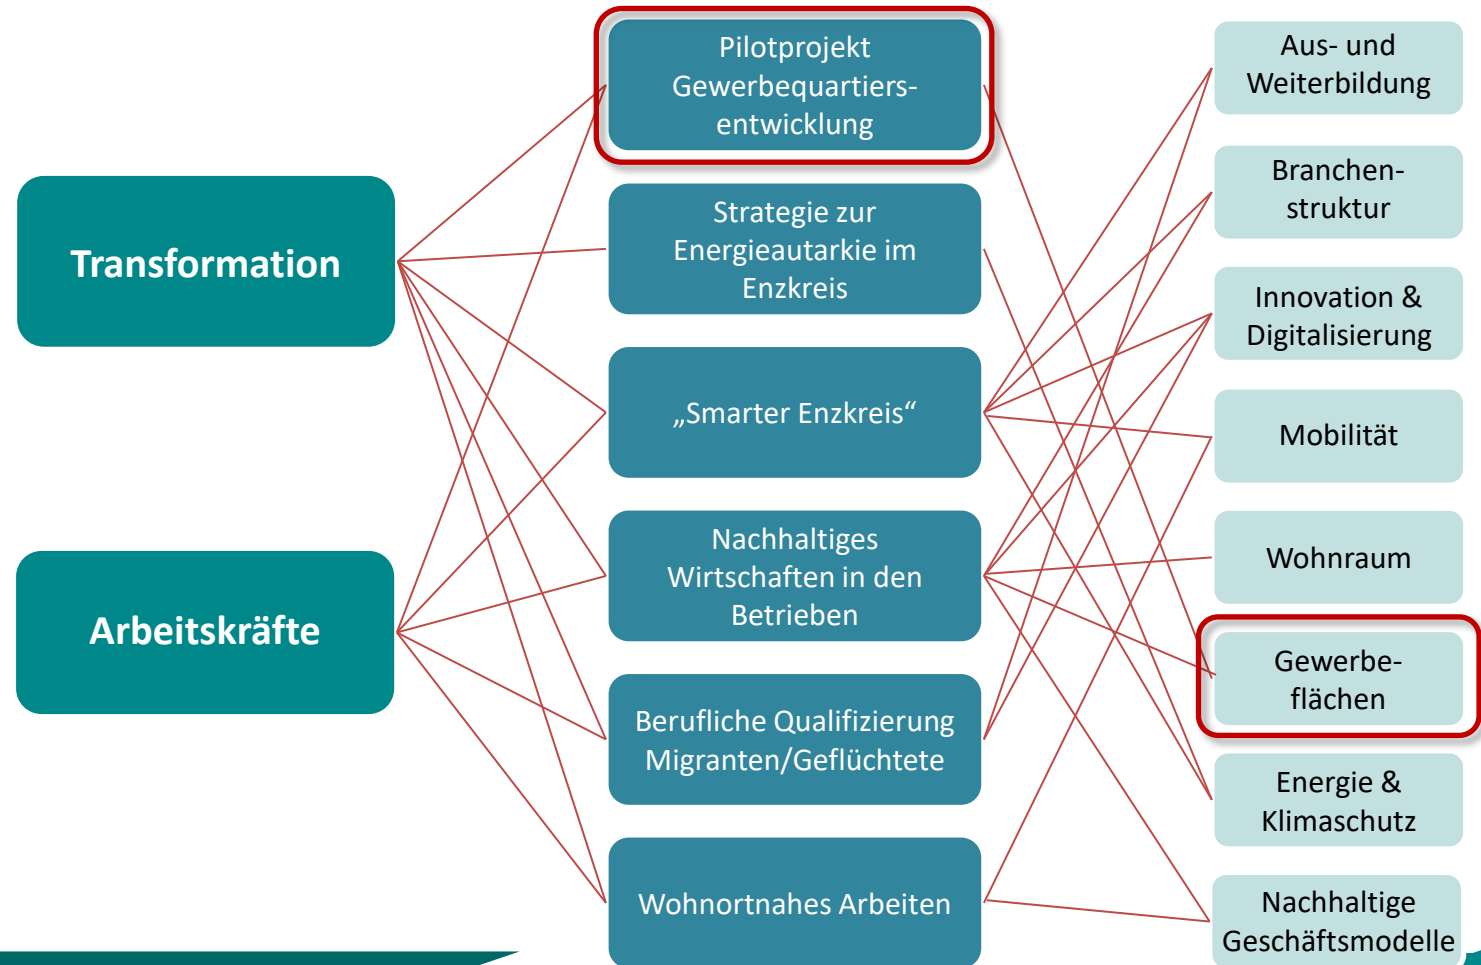 Transformation
Arbeitskräfte
Pilotprojekt
Gewerbequartiers-
entwicklung
Strategie zur
Energieautarkie im
Enzkreis
„Smarter Enzkreis“
Nachhaltiges
Wirtschaften in den
Betrieben
Berufliche Qualifizierung
Migranten/Geflüchtete
Wohnortnahes Arbeiten
Aus- und
Weiterbildung
Branchen-
struktur
Innovation &
Digitalisierung
Mobilität
Wohnraum
Gewerbe-
flächen
Energie &
Klimaschutz
Nachhaltige
Geschäftsmodelle